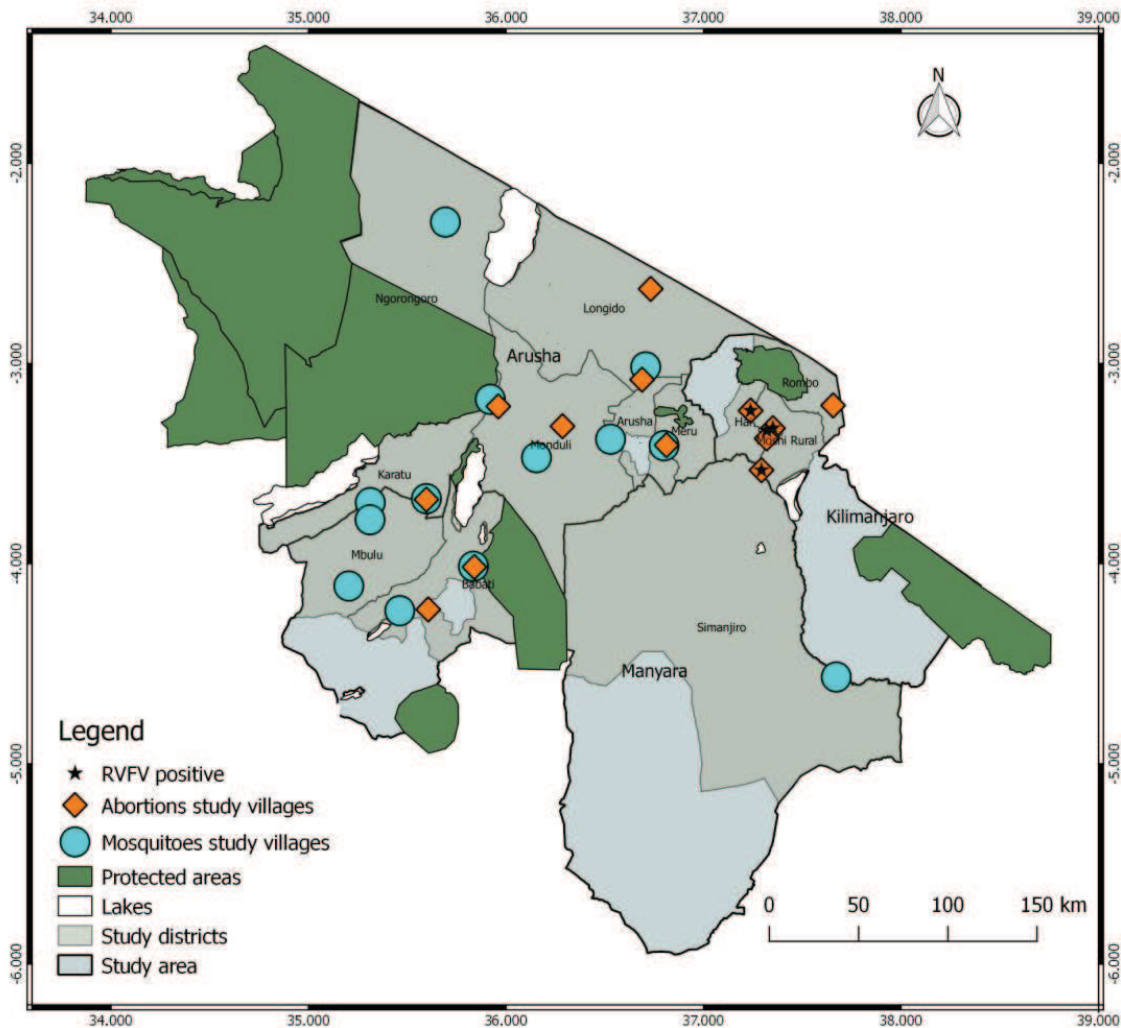 34.000 35.000 36.000 37.000 38.000 39.000
N
-2.000 -2.000
Ngorongoro
Longido
-3.000 -3.000
Arusha
Rombo
Arusha
Hai
Meru
Moshi Rural
Monduli
Karatu
Kilimanjaro
-4.000 -4.000
Mbulu
Babati
Simanjiro
Manyara
Legend
-5.000 -5.000
RVFV positive
Abortions study villages
Mosquitoes study villages
Protected areas
0 50 100 150 km
Lakes
Study districts
-6.000 -6.000
Study area
34.000 35.000 36.000 37.000 38.000 39.000